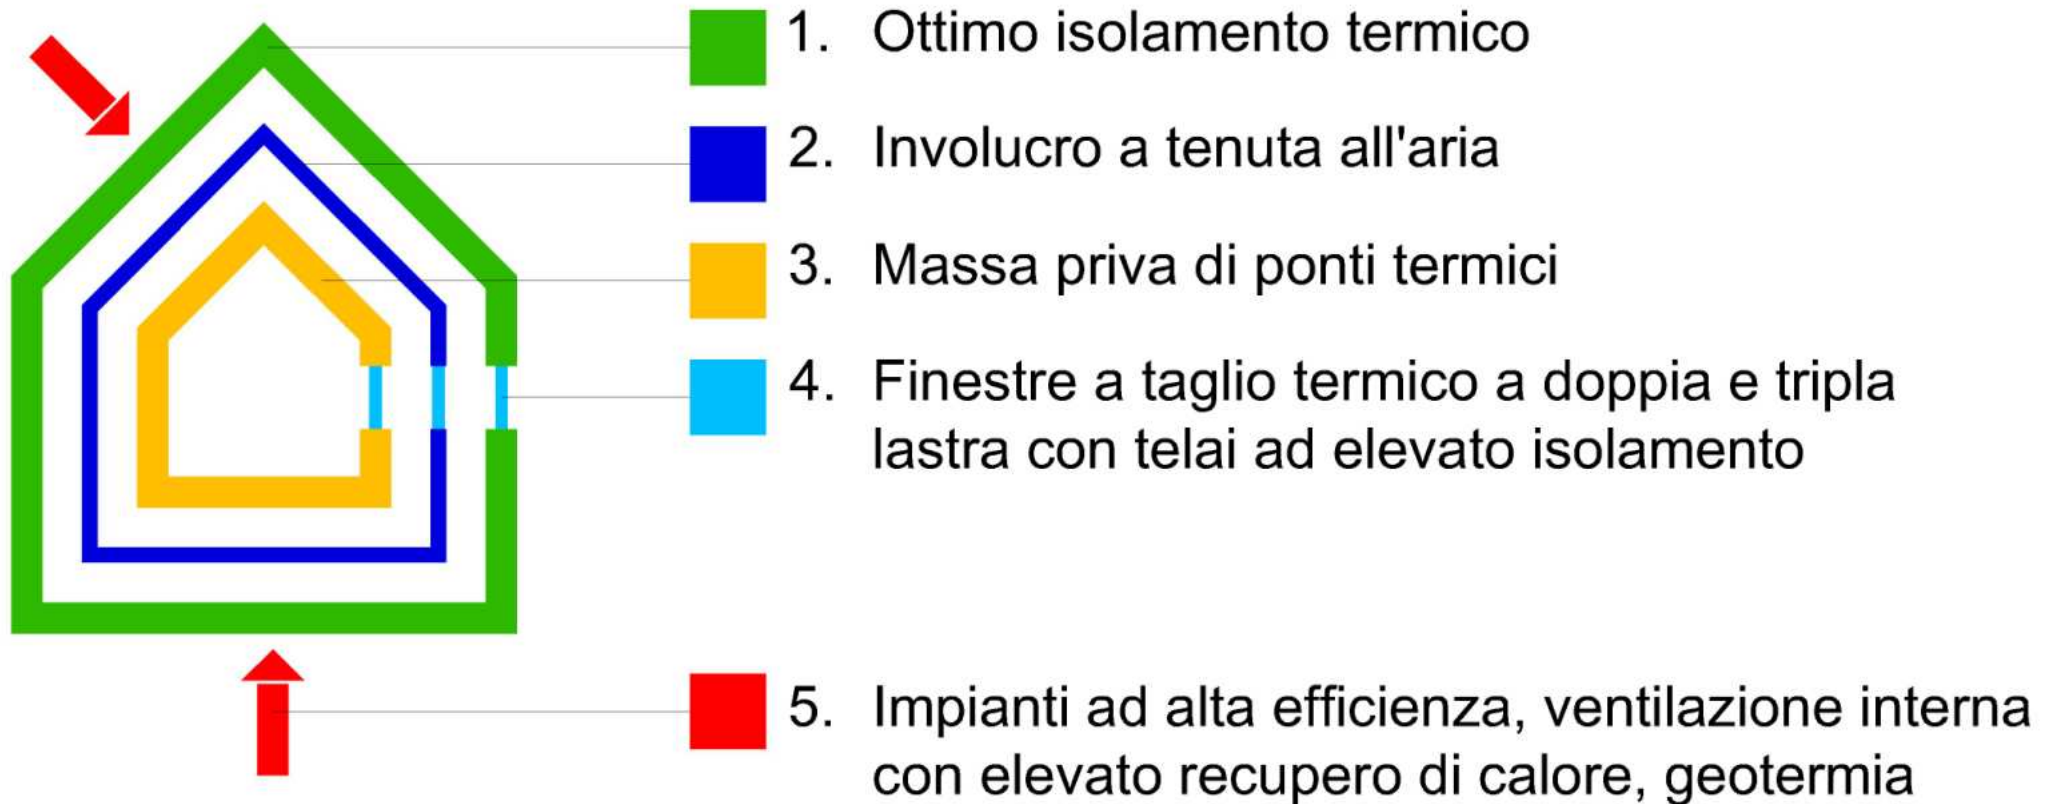 1. Ottimo isolamento termico
2. Involucro a tenuta all'aria
3. Massa priva di ponti termici
4. Finestre a taglio termico a doppia e tripla
lastra con telai ad elevato isolamento
5. Impianti ad alta efficienza, ventilazione interna
con elevato recupero di calore, geotermia